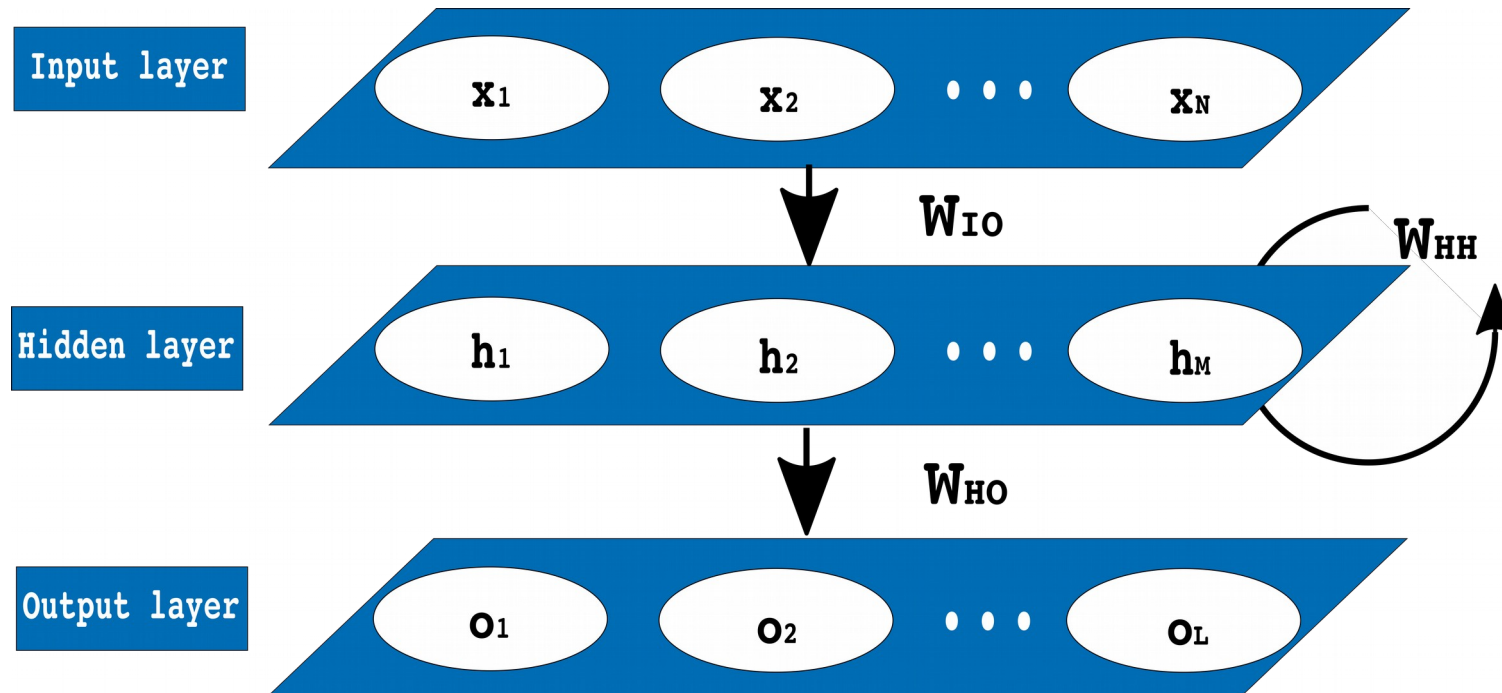 Input layer
x1 x2 xN
WIO
WHH
Hidden layer
h1 h2 hM
WHO
Output layer
o1 o2 oL